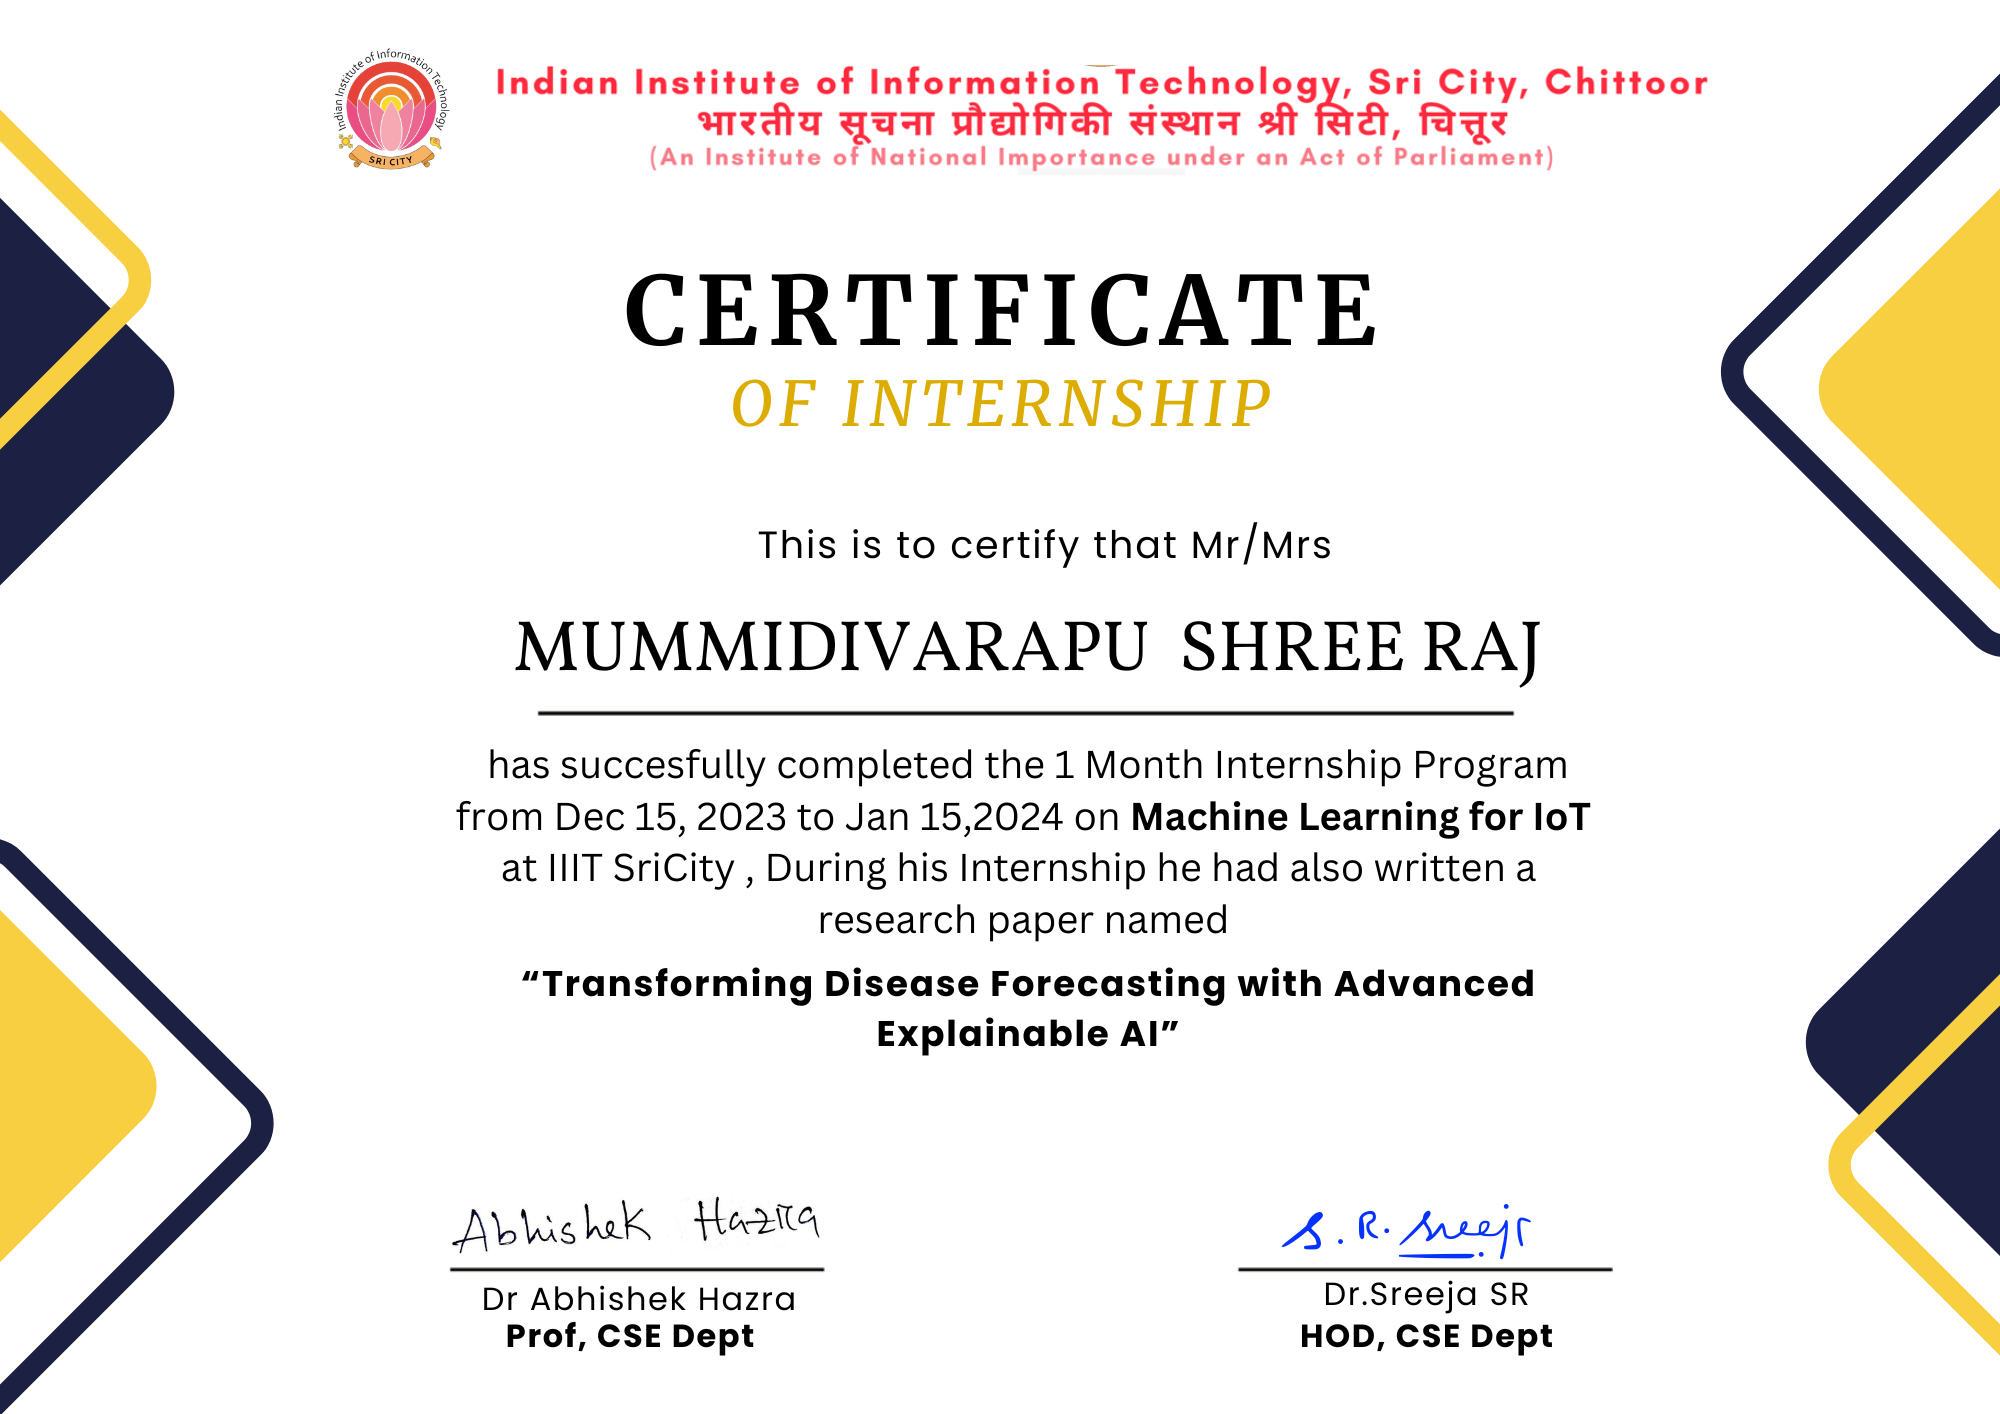 Indian Institute of Information Technology
SRI CITY
Indian Institute of Information Technology, Sri City, Chittoor
भारतीय सूचना प्रौद्योगिकी संस्थान श्री सिटी, चित्तूर
(An Institute of National Importance under an Act of Parliament)
CERTIFICATE
OF INTERNSHIP
This is to certify that Mr/Mrs
MUMMIDIVARAPU SHREE RAJ
has succesfully completed the 1 Month Internship Program
from Dec 15, 2023 to Jan 15,2024 on Machine Learning for IoT
at IIIT SriCity , During his Internship he had also written a
research paper named
“Transforming Disease Forecasting with Advanced
Explainable AI”
Abhishek Hazra
S. R. Sreeja
Dr Abhishek Hazra
Dr.Sreeja SR
Prof, CSE Dept
HOD, CSE Dept